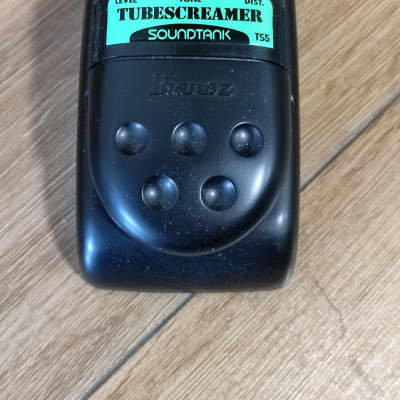 LEVEL TONE DIST.
TUBESCREAMER
SOUNDTANK TS5
Ibanez